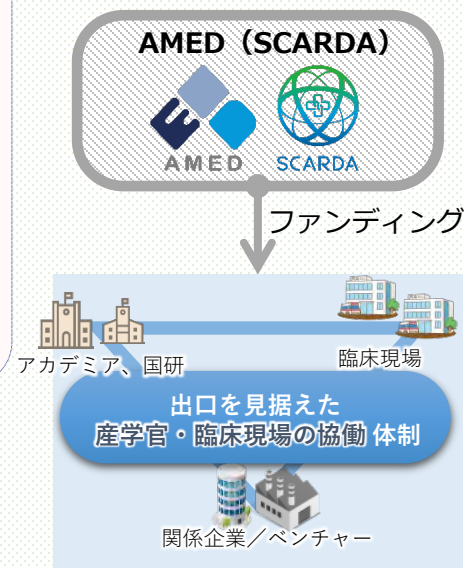 AMED（SCARDA）
AMED
SCARDA
ファンディング
アカデミア、国研
臨床現場
出口を見据えた
産学官・臨床現場の協働 体制
関係企業／ベンチャー